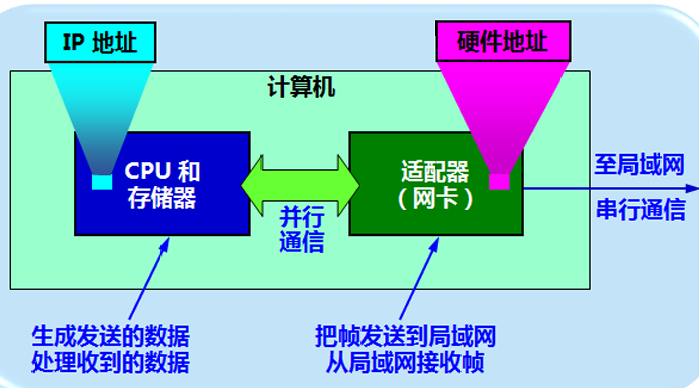 IP 地址
硬件地址
计算机
CPU 和
存储器
适配器
（网卡）
并行
通信
至局域网
串行通信
生成发送的数据
处理收到的数据
把帧发送到局域网
从局域网接收帧